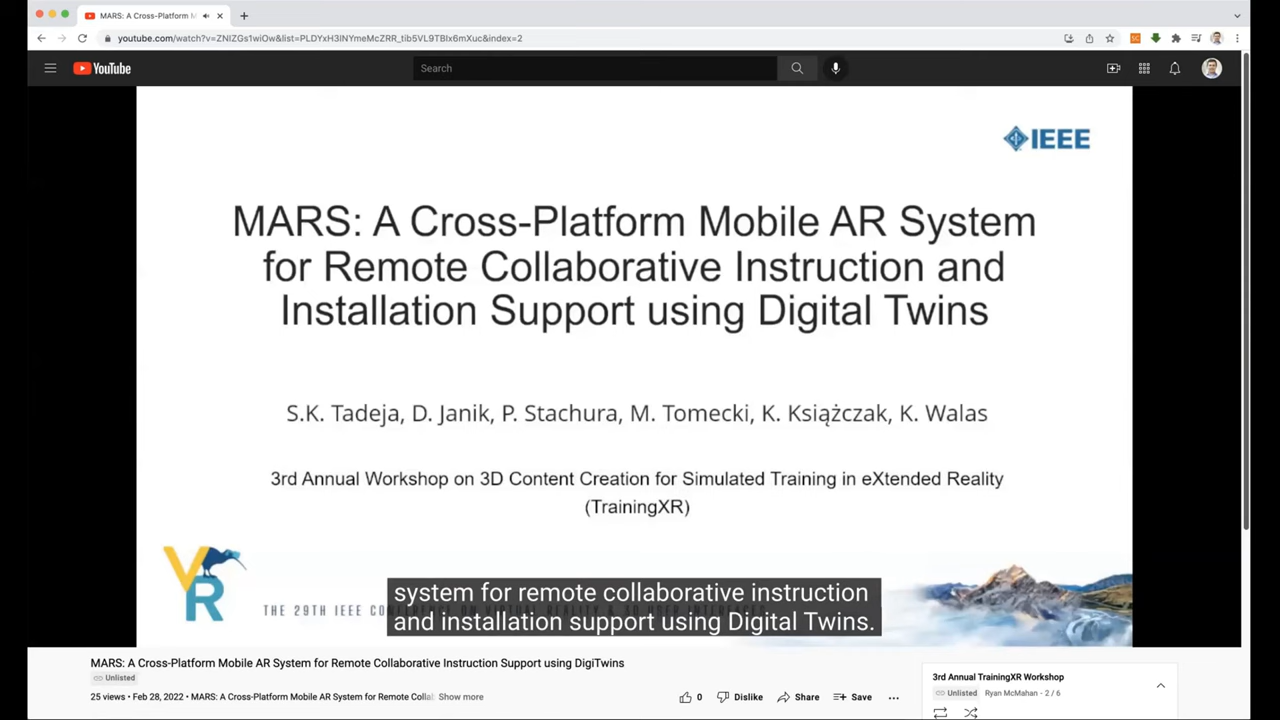 MARS: A Cross-Platform M
youtube.com/watch?v=ZNIZGs1wiOw&list=PLDYxH3INYmeMcZRR_tib5VL9TBIx6mXuc&index=2
YouTube
Search
IEEE
MARS: A Cross-Platform Mobile AR System
for Remote Collaborative Instruction and
Installation Support using Digital Twins
S.K. Tadeja, D. Janik, P. Stachura, M. Tomecki, K. Książczak, K. Walas
3rd Annual Workshop on 3D Content Creation for Simulated Training in eXtended Reality
(TrainingXR)
VR
THE 29TH IEEE
system for remote collaborative instruction
and installation support using Digital Twins.
MARS: A Cross-Platform Mobile AR System for Remote Collaborative Instruction Support using DigiTwins
Unlisted
25 views • Feb 28, 2022 • MARS: A Cross-Platform Mobile AR System for Remote Colla Show more
0 Dislike Share Save
3rd Annual TrainingXR Workshop
Unlisted Ryan McMahan - 2 / 6